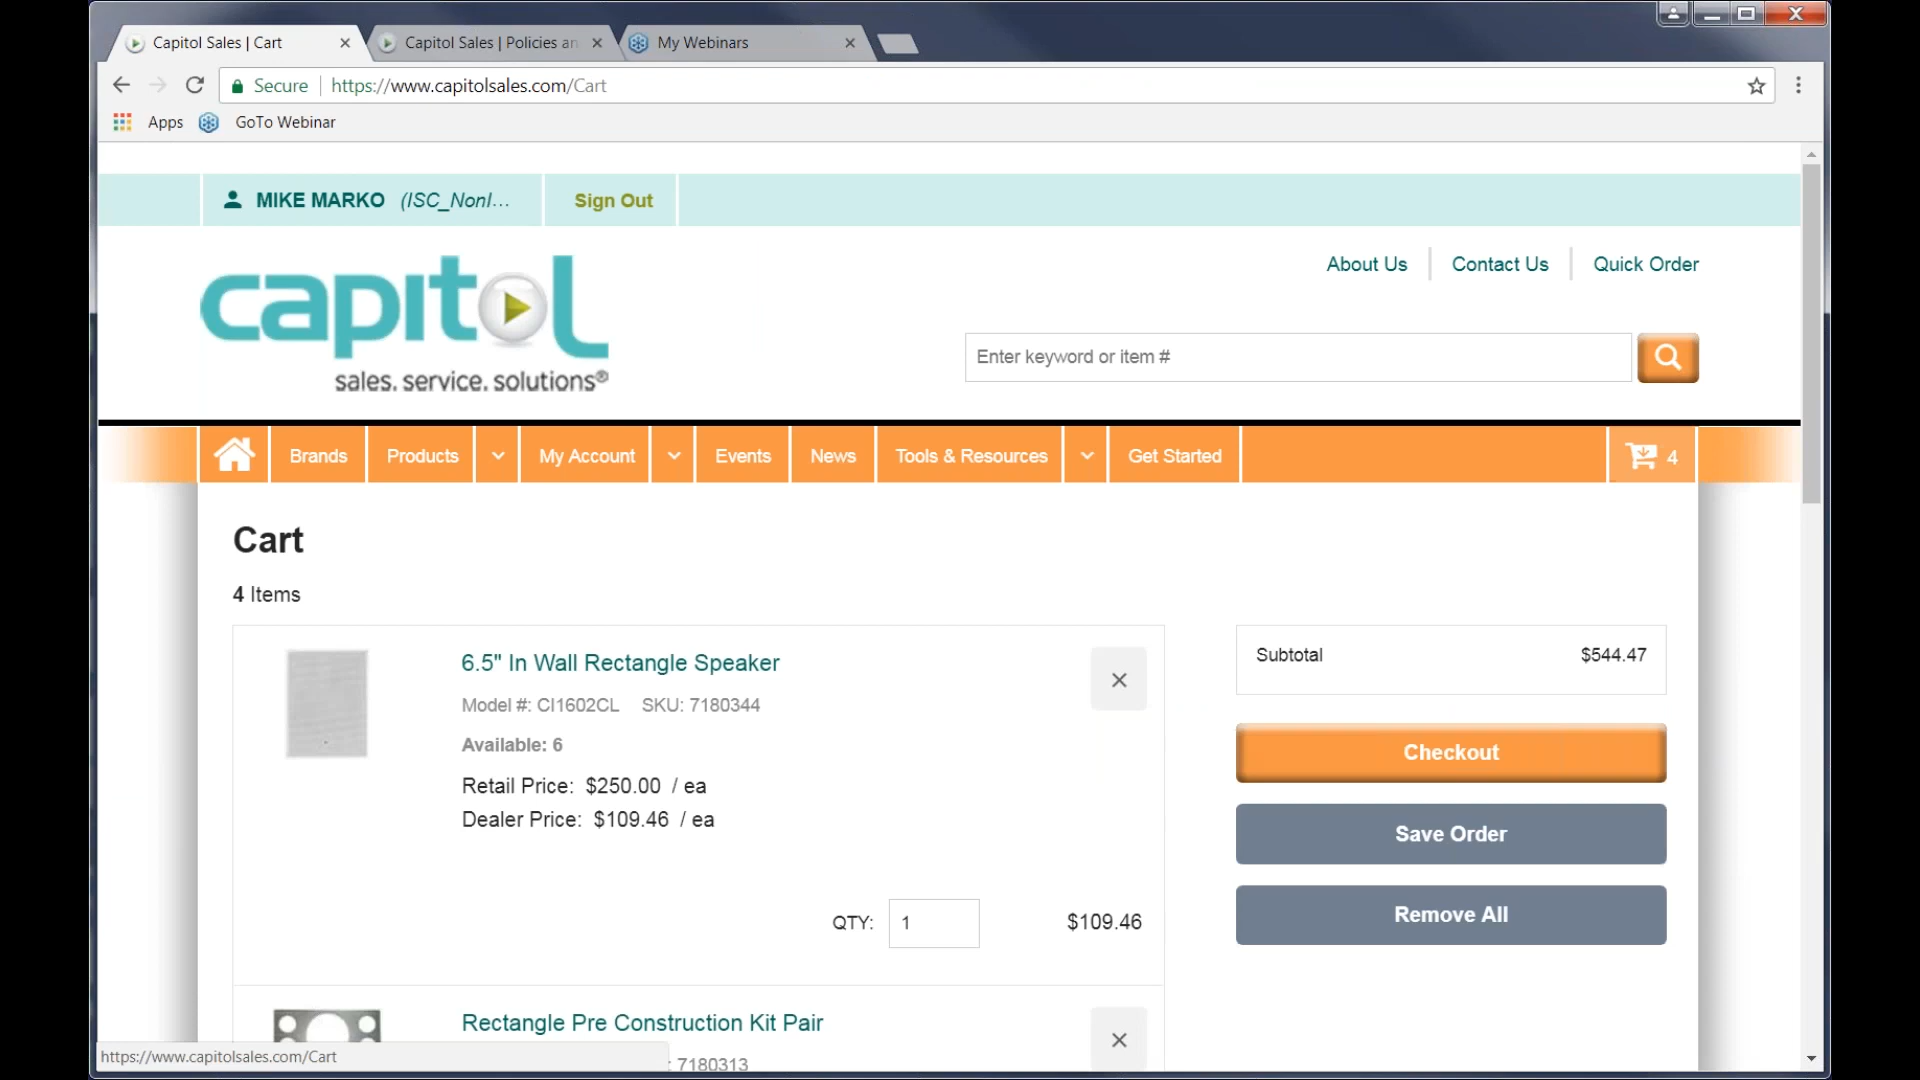 Capitol Sales | Cart
Capitol Sales | Policies an
My Webinars
Secure
https://www.capitolsales.com/Cart
Apps
GoTo Webinar
MIKE MARKO (ISC_NonI...
Sign Out
capitol
sales. service. solutions®
About Us
Contact Us
Quick Order
Enter keyword or item #
Brands
Products
My Account
Events
News
Tools & Resources
Get Started
4
Cart
4 Items
6.5" In Wall Rectangle Speaker
Model #: CI1602CL SKU: 7180344
Available: 6
Retail Price: $250.00 / ea
Dealer Price: $109.46 / ea
QTY: 1 $109.46
Subtotal $544.47
Checkout
Save Order
Remove All
Rectangle Pre Construction Kit Pair
: 7180313
https://www.capitolsales.com/Cart